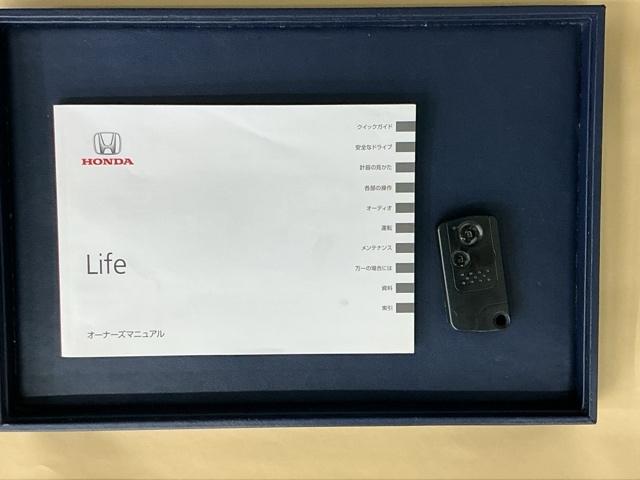 HONDA
Life
オーナーズマニュアル
クイックガイド
安全なドライブ
計器の見かた
各部の操作
オーディオ
運転
メンテナンス
万一の場合には
資料
索引